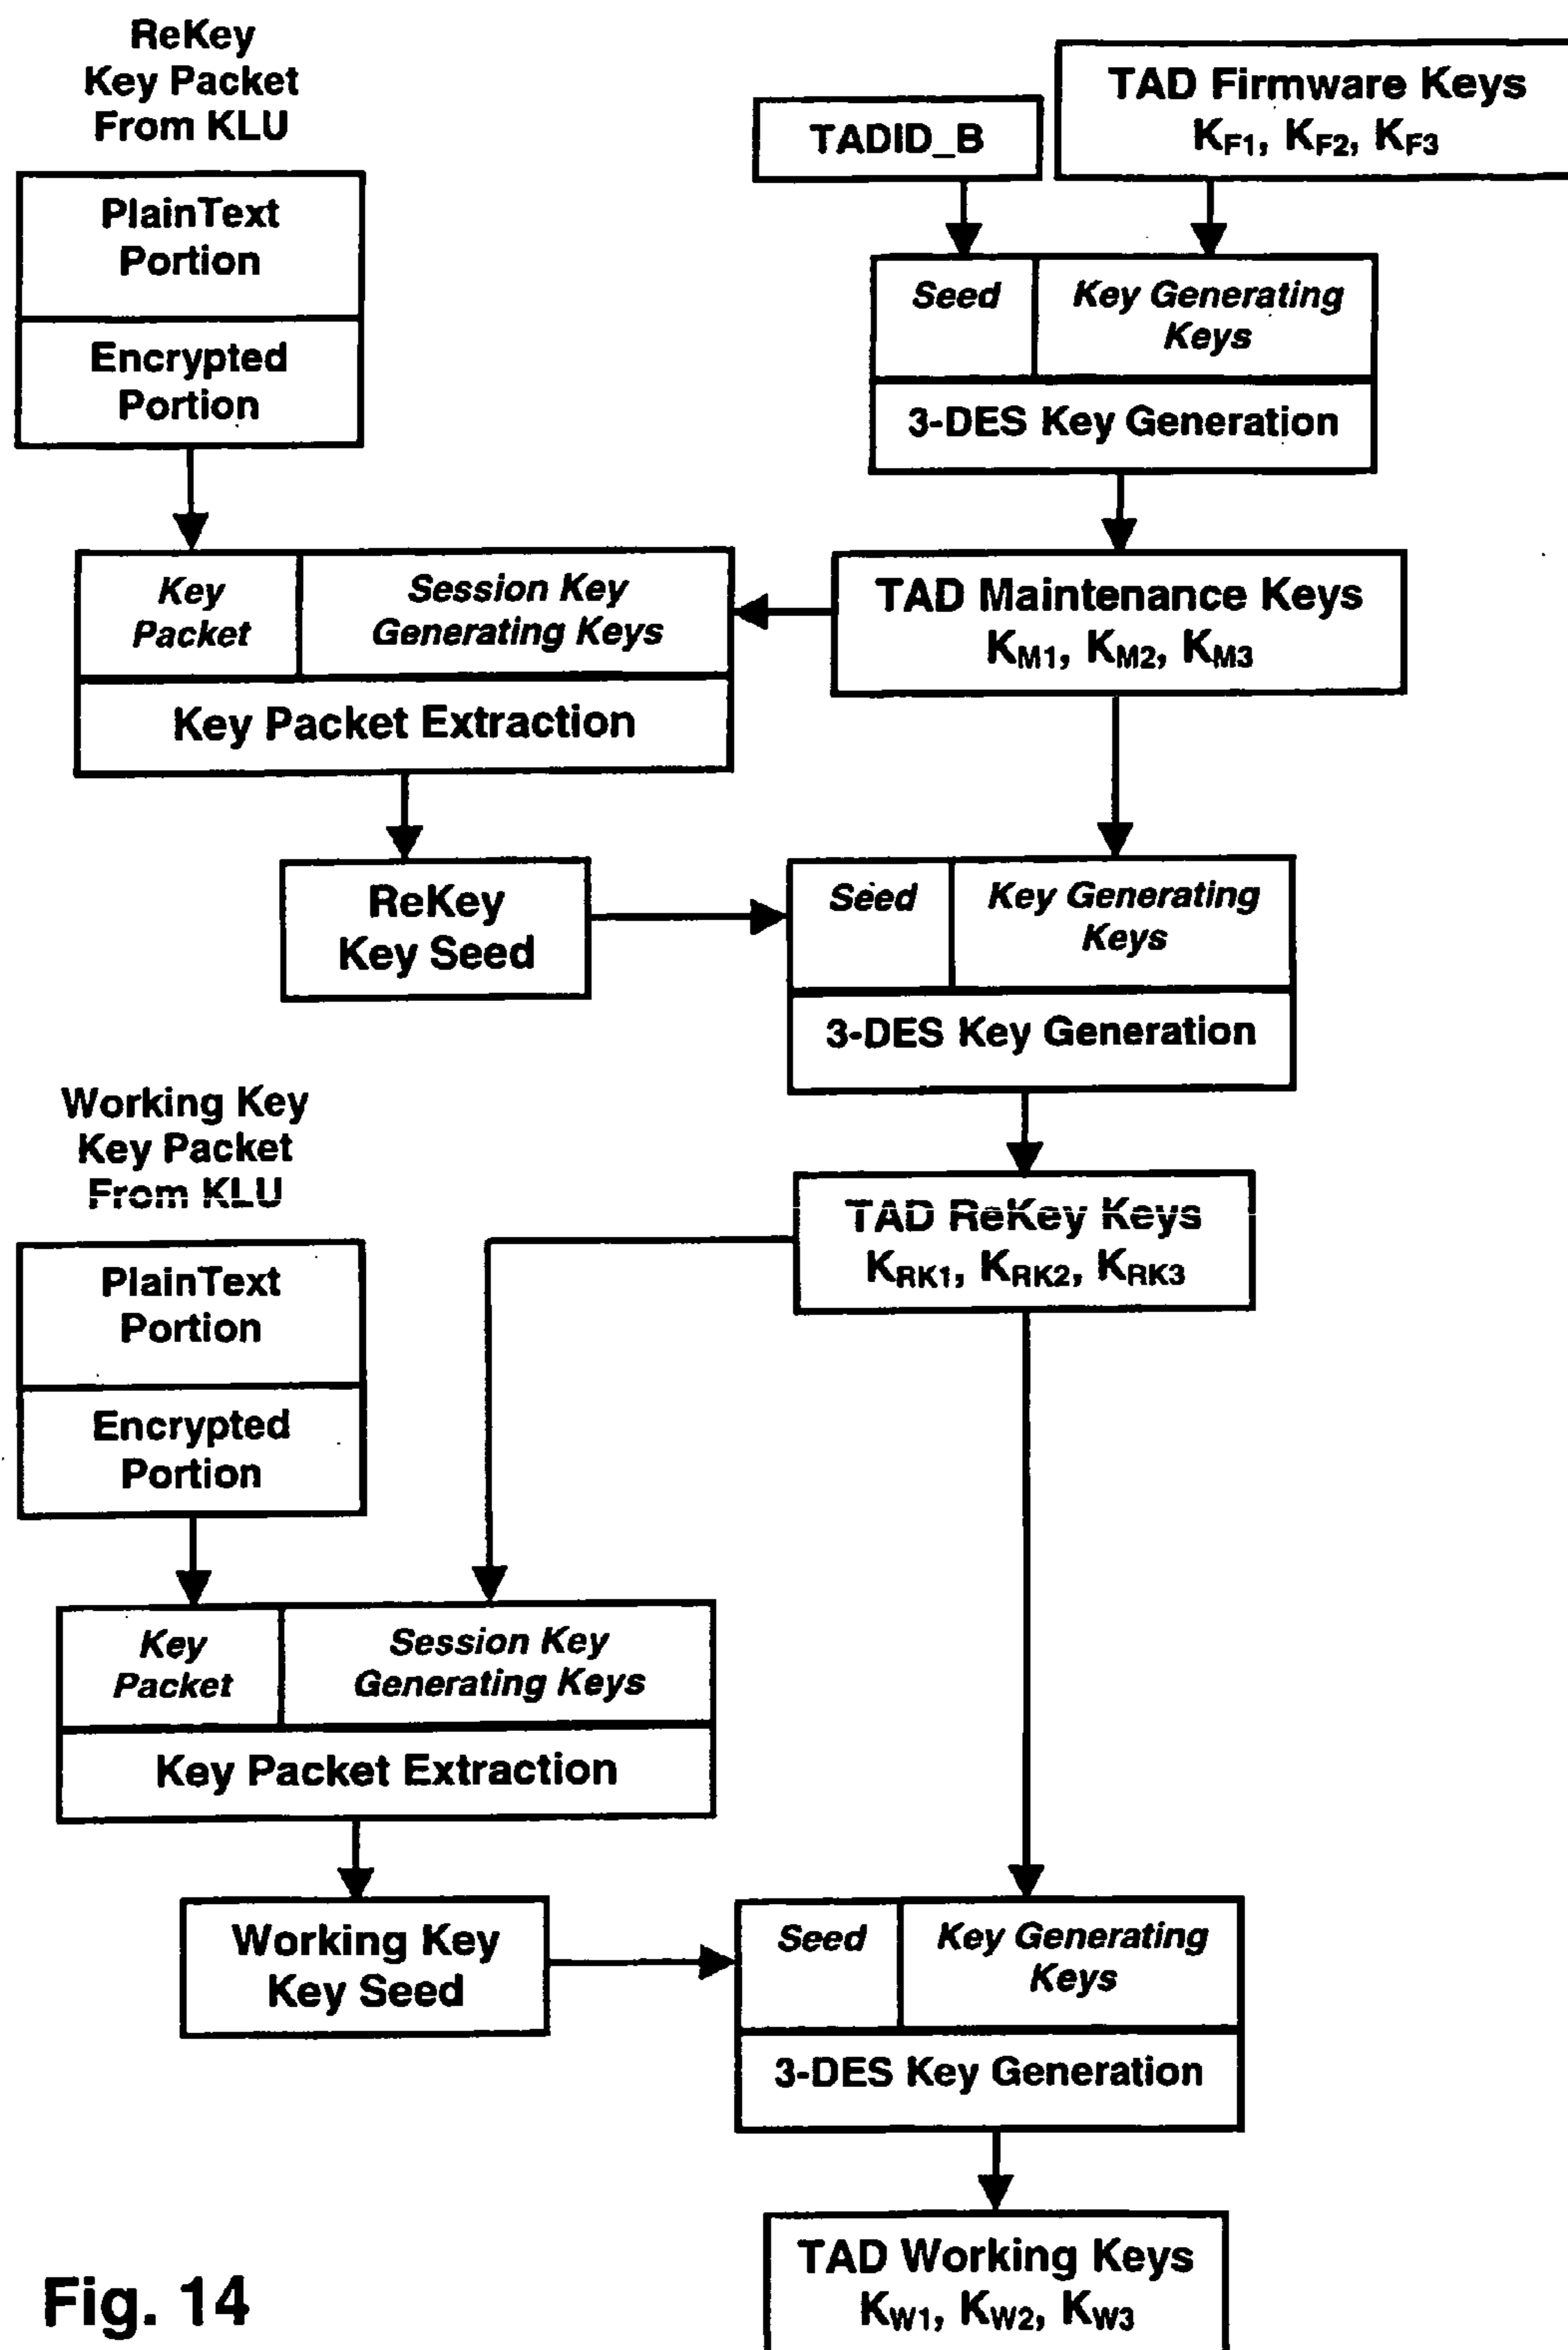 ReKey
Key Packet
From KLU
PlainText
Portion
Encrypted
Portion
TADID_B
TAD Firmware Keys
KF1, KF2, KF3
Seed
Key Generating
Keys
3-DES Key Generation
Key
Packet
Session Key
Generating Keys
Key Packet Extraction
TAD Maintenance Keys
KM1, KM2, KM3
ReKey
Key Seed
Seed
Key Generating
Keys
3-DES Key Generation
Working Key
Key Packet
From KLU
PlainText
Portion
Encrypted
Portion
TAD ReKey Keys
KRK1, KRK2, KRK3
Key
Packet
Session Key
Generating Keys
Key Packet Extraction
Working Key
Key Seed
Seed
Key Generating
Keys
3-DES Key Generation
TAD Working Keys
KW1, KW2, KW3
Fig. 14